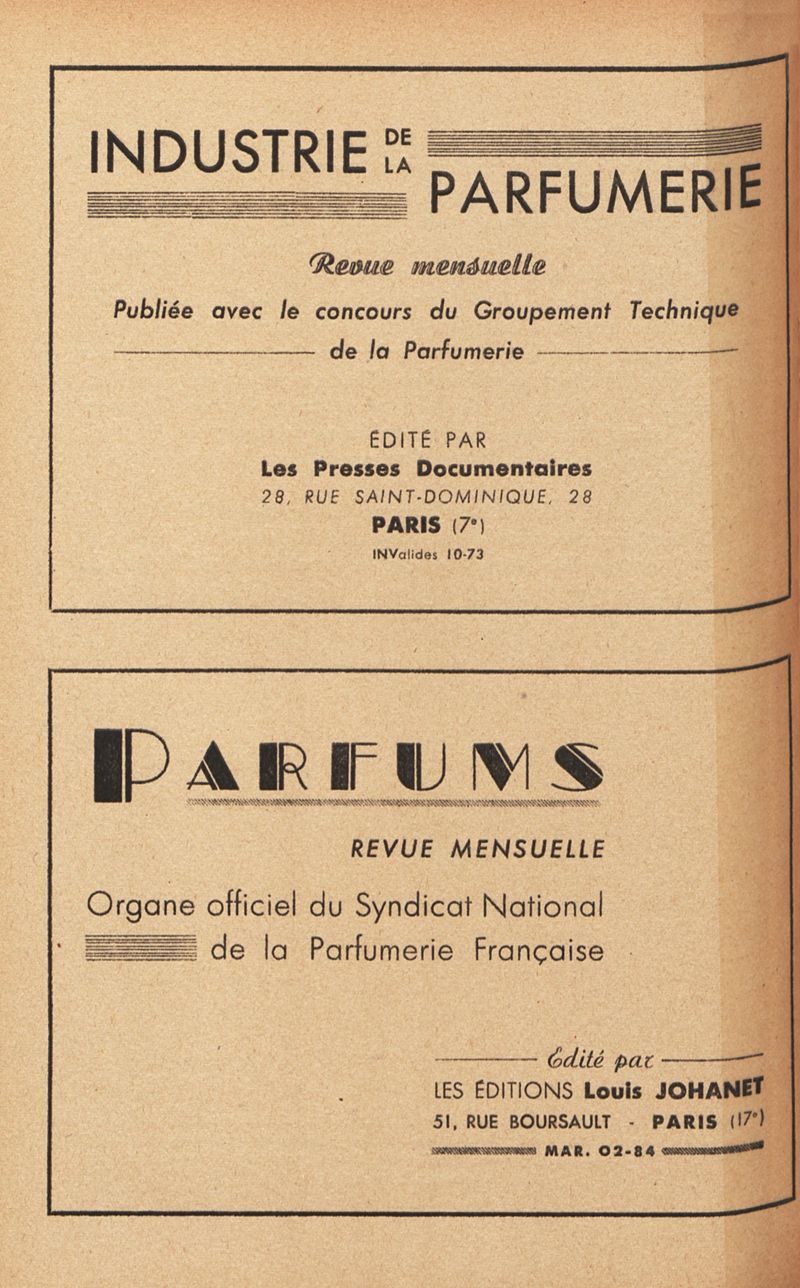 INDUSTRIE DE LA PARFUMERIE
Revue mensuelle
Publiée avec le concours du Groupement Technique
de la Parfumerie
ÉDITÉ PAR
Les Presses Documentaires
28, RUE SAINT-DOMINIQUE, 28
PARIS (7e)
INValides 10-73
PARFUMS
REVUE MENSUELLE
Organe officiel du Syndicat National
de la Parfumerie Française
Édité par
LES ÉDITIONS Louis JOHANET
51, RUE BOURSAULT - PARIS (17e)
MAR. 02-84